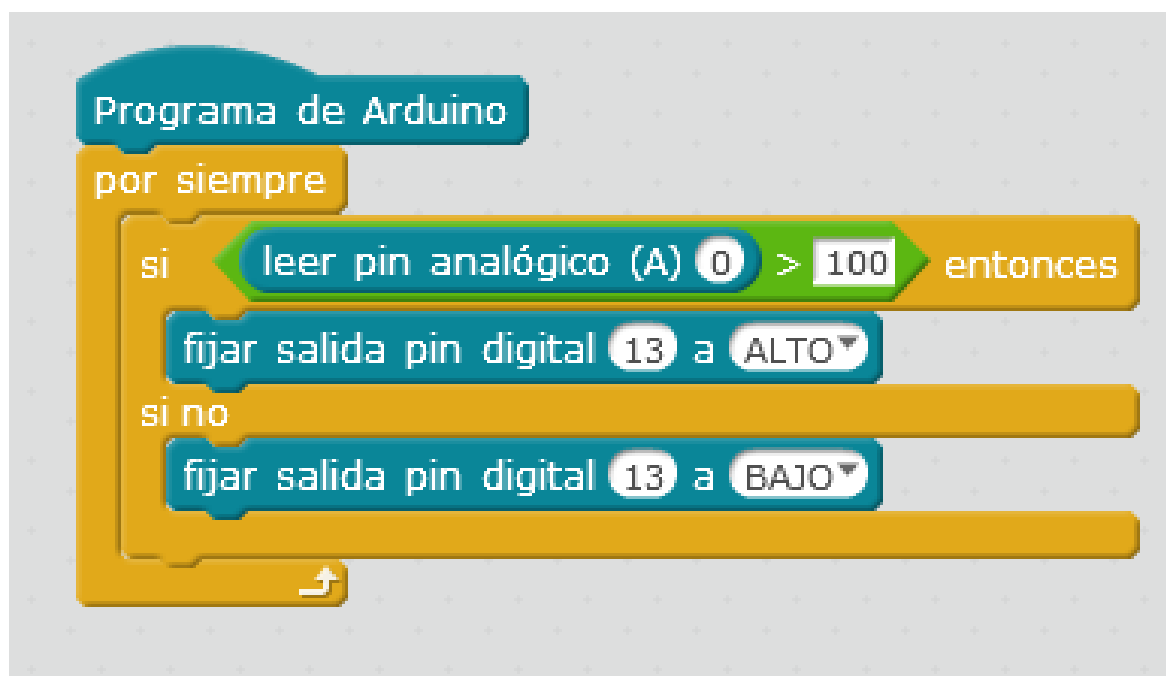 Programa de Arduino
por siempre
si leer pin analógico (A) 0 > 100 entonces
fijar salida pin digital 13 a ALTO
si no
fijar salida pin digital 13 a BAJO